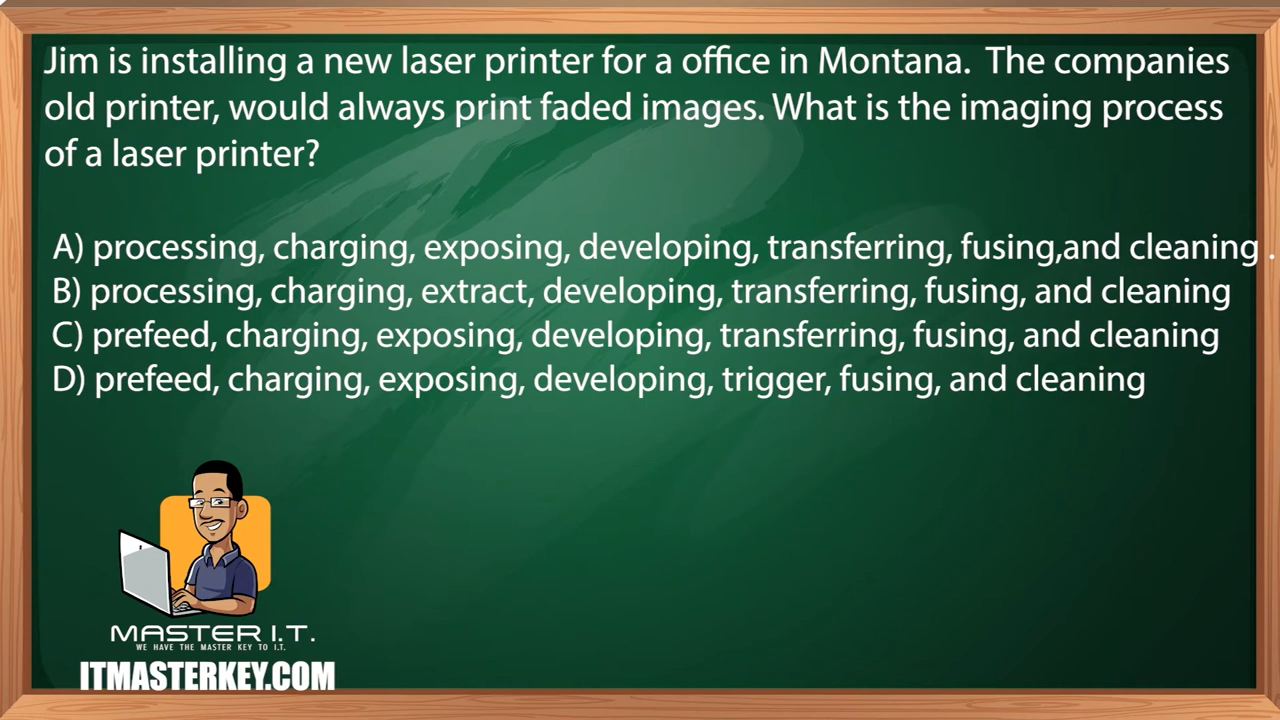 Jim is installing a new laser printer for a office in Montana.  The companies
old printer, would always print faded images. What is the imaging process
of a laser printer?
A) processing, charging, exposing, developing, transferring, fusing,and cleaning .
B) processing, charging, extract, developing, transferring, fusing, and cleaning
C) prefeed, charging, exposing, developing, transferring, fusing, and cleaning
D) prefeed, charging, exposing, developing, trigger, fusing, and cleaning
MASTER I.T.
WE HAVE THE MASTER KEY TO I.T.
ITMASTERKEY.COM